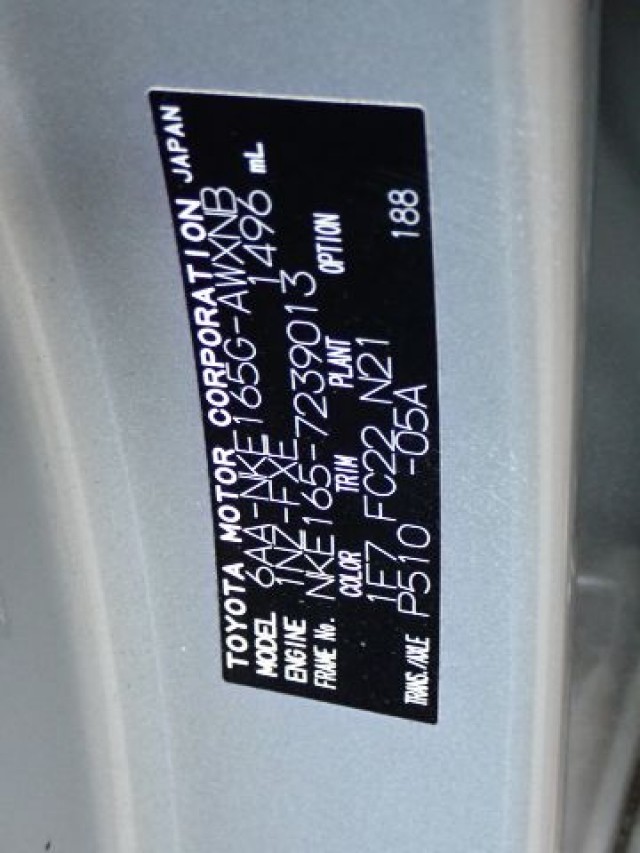 TOYOTA MOTOR CORPORATION JAPAN
MODEL 6AA-NKE165G-AWXNB
ENGINE 1NZ-FXE 1496 mL
FRAME No. NKE165-7239013
COLOR TRIM PLANT OPTION
1F7 FC22 N21
TRANS./AXLE P510 -05A 188